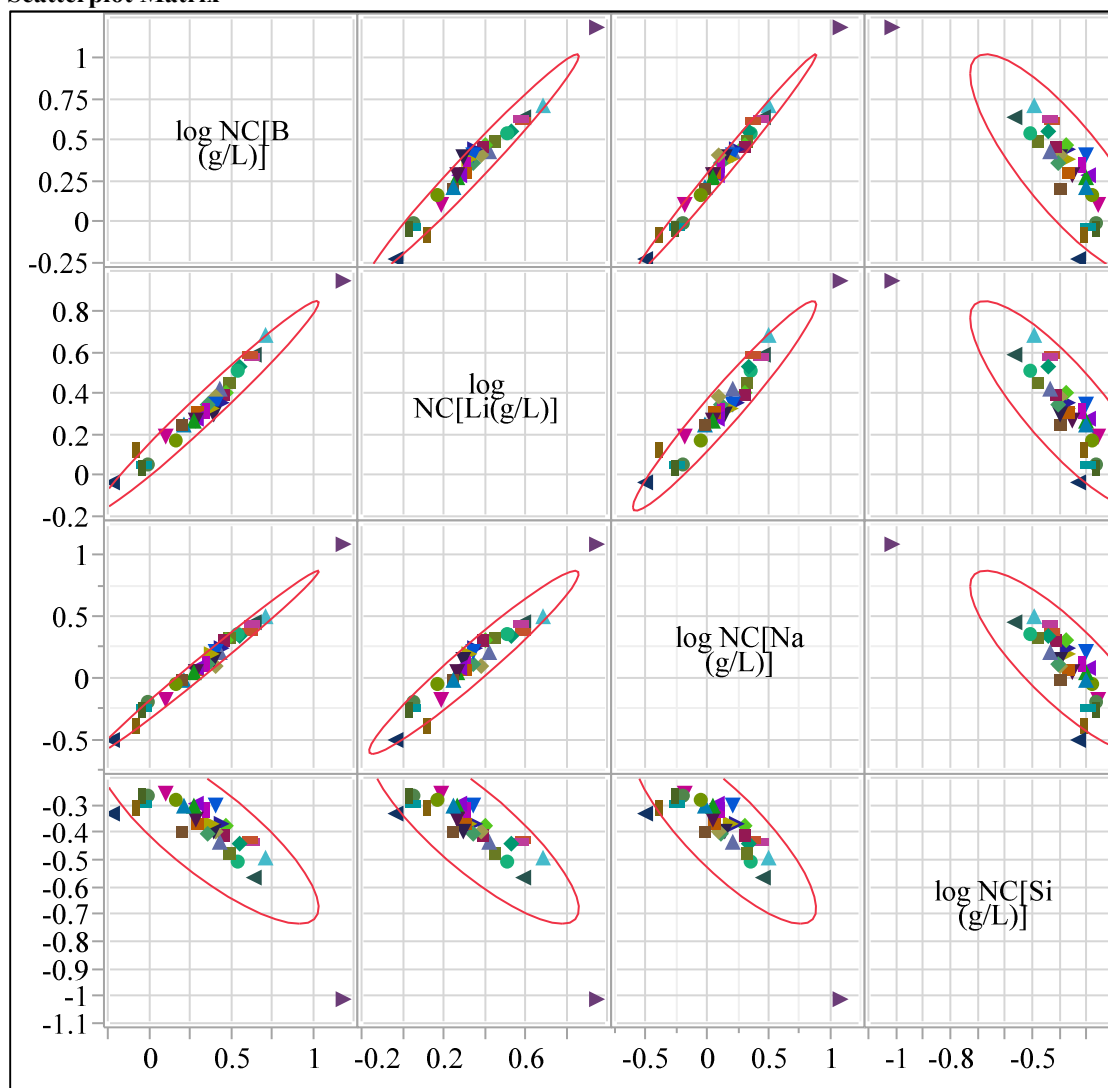 Scatterplot Matrix
1
0.75
0.5
0.25
0
-0.25
log NC[B
(g/L)]
0.8
0.6
0.4
0.2
0
-0.2
log
NC[Li(g/L)]
1
0.5
0
-0.5
log NC[Na
(g/L)]
-0.3
-0.4
-0.5
-0.6
-0.7
-0.8
-0.9
-1
-1.1
log NC[Si
(g/L)]
0 0.5 1 -0.2 0.2 0.6 -0.5 0 0.5 1 -1 -0.8 -0.5